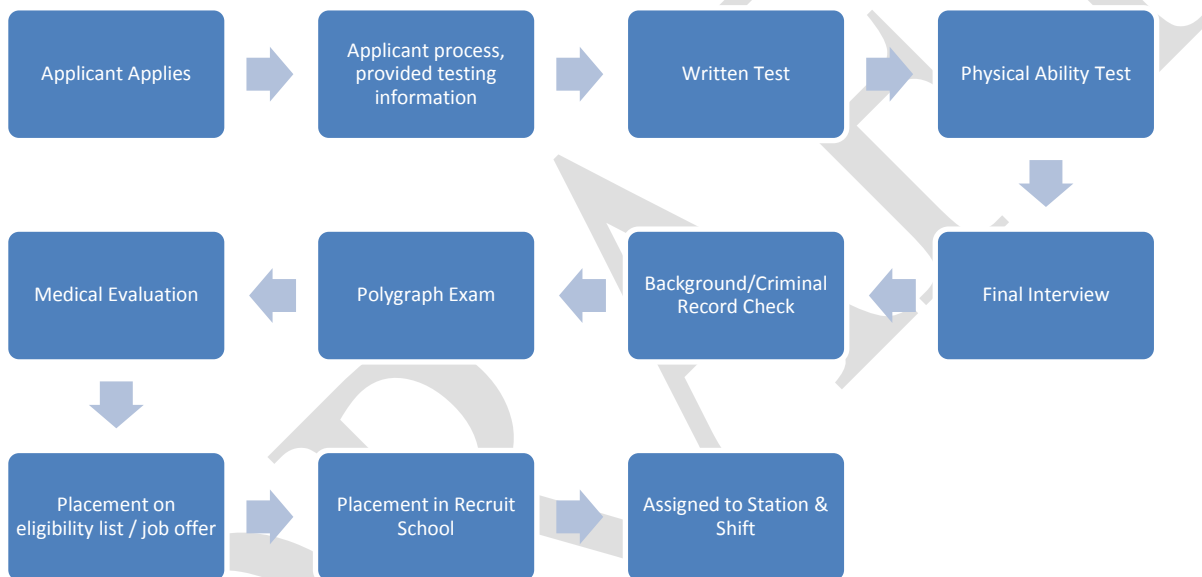 Applicant Applies
Applicant process,
provided testing
information
Written Test
Physical Ability Test
Final Interview
Background/Criminal
Record Check
Polygraph Exam
Medical Evaluation
Placement on
eligibility list / job offer
Placement in Recruit
School
Assigned to Station &
Shift